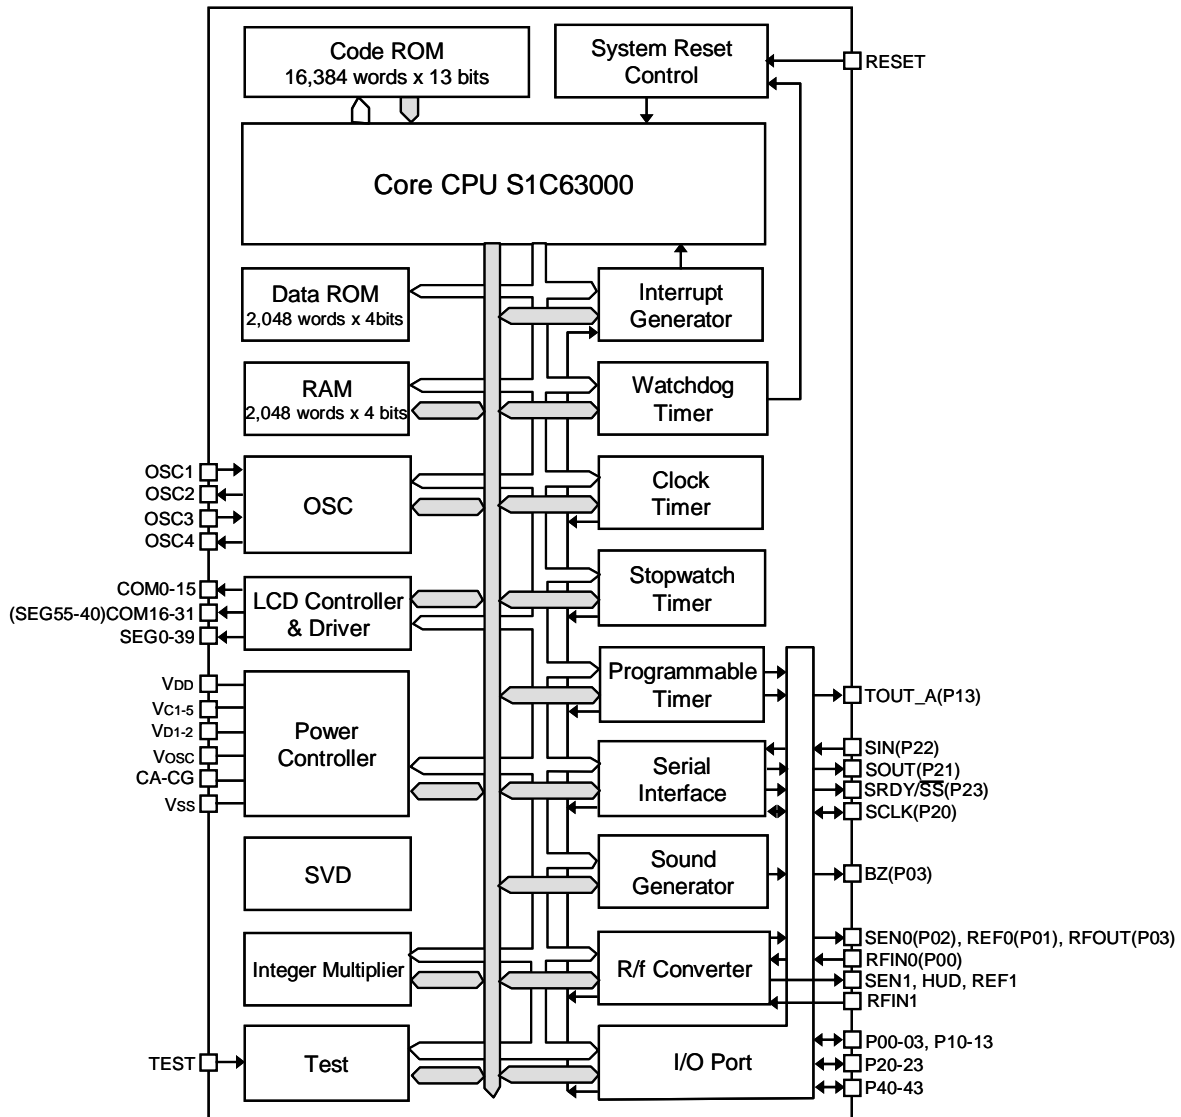 Code ROM
16,384 words x 13 bits
System Reset
Control
RESET
Core CPU S1C63000
Data ROM
2,048 words x 4bits
Interrupt
Generator
RAM
2,048 words x 4 bits
Watchdog
Timer
OSC1
OSC2
OSC3
OSC4
OSC
Clock
Timer
COM0-15
(SEG55-40)COM16-31
SEG0-39
LCD Controller
& Driver
Stopwatch
Timer
VDD
VC1-5
VD1-2
VOSC
CA-CG
VSS
Power
Controller
Programmable
Timer
TOUT_A(P13)
Serial
Interface
SIN(P22)
SOUT(P21)
SRDY/SS(P23)
SCLK(P20)
SVD
Sound
Generator
BZ(P03)
Integer Multiplier
R/f Converter
SEN0(P02), REF0(P01), RFOUT(P03)
RFIN0(P00)
SEN1, HUD, REF1
RFIN1
TEST
Test
I/O Port
P00-03, P10-13
P20-23
P40-43